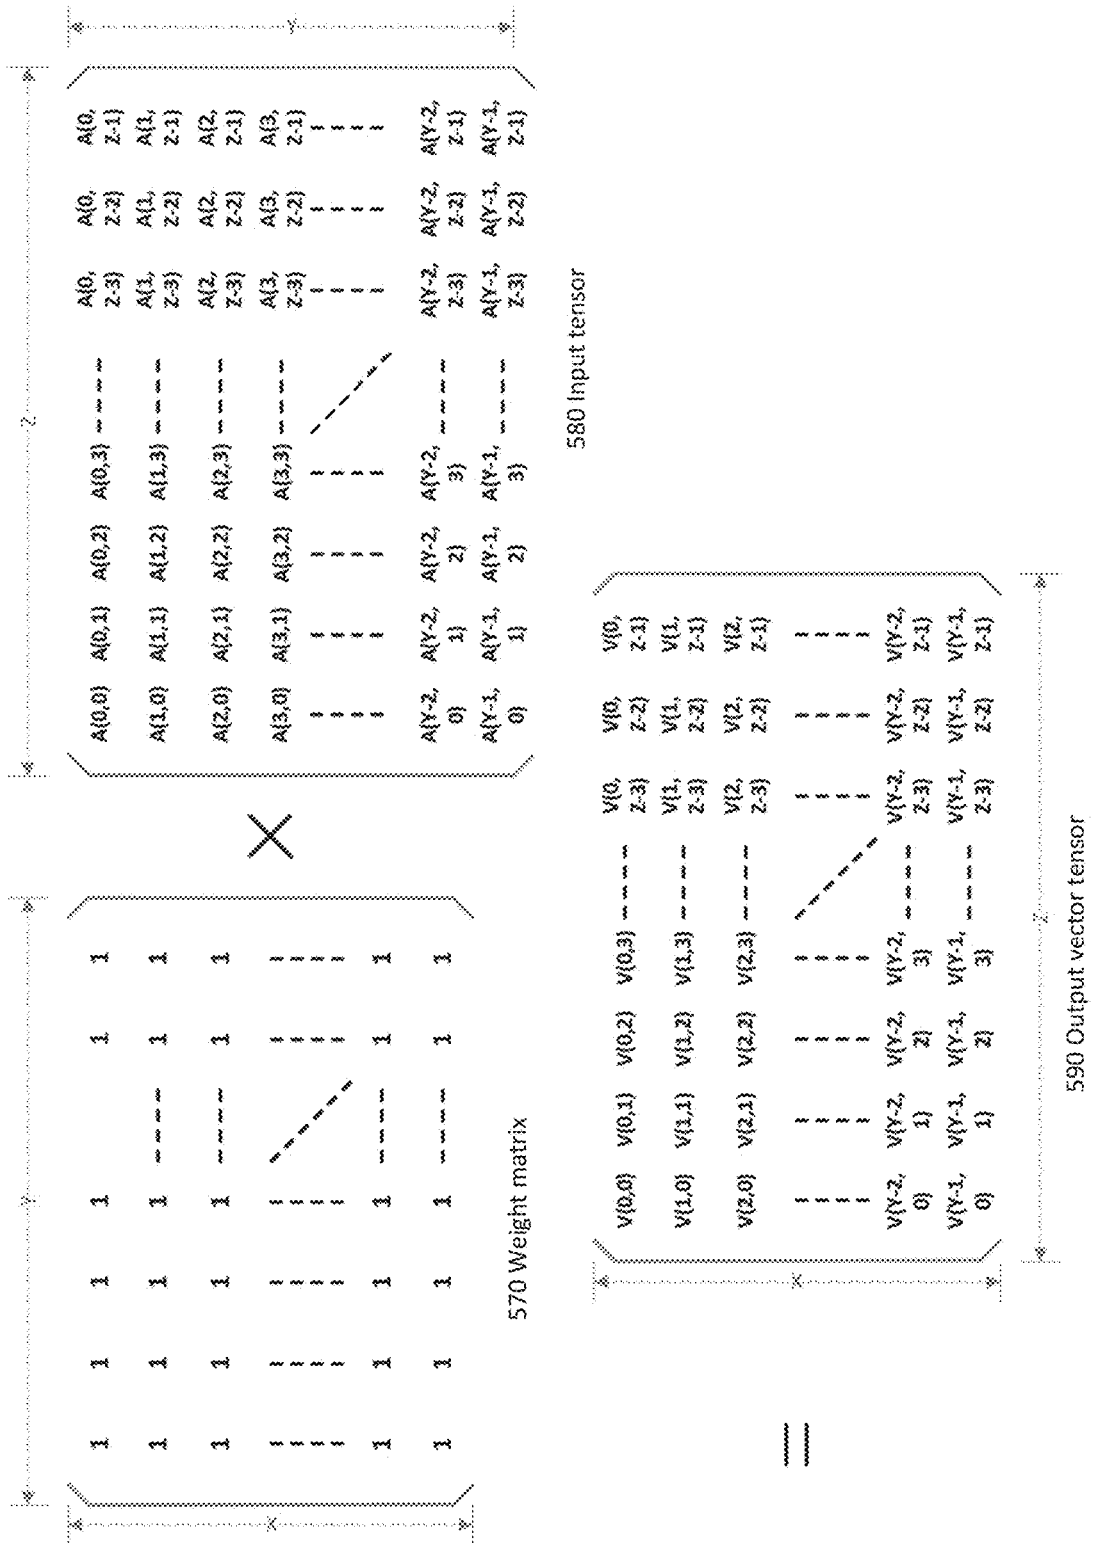 Y
X
1 1 1 1 1 1
1 1 1 1 1 1
1 1 1 1 1 1
1 1 1 1 1 1
1 1 1 1 1 1
570 Weight matrix
×
Z
Y
A(0,0) A(0,1) A(0,2) A(0,3) A(0, A(0, A(0,
Z-3) Z-2) Z-1)
A(1,0) A(1,1) A(1,2) A(1,3) A(1, A(1, A(1,
Z-3) Z-2) Z-1)
A(2,0) A(2,1) A(2,2) A(2,3) A(2, A(2, A(2,
Z-3) Z-2) Z-1)
A(3,0) A(3,1) A(3,2) A(3,3) A(3, A(3, A(3,
Z-3) Z-2) Z-1)
A(Y-2, A(Y-2, A(Y-2, A(Y-2, A(Y-2, A(Y-2, A(Y-2,
0) 1) 2) 3) Z-3) Z-2) Z-1)
A(Y-1, A(Y-1, A(Y-1, A(Y-1, A(Y-1, A(Y-1, A(Y-1,
0) 1) 2) 3) Z-3) Z-2) Z-1)
580 Input tensor
=
X
V(0,0) V(0,1) V(0,2) V(0,3) V(0, V(0, V(0,
Z-3) Z-2) Z-1)
V(1,0) V(1,1) V(1,2) V(1,3) V(1, V(1, V(1,
Z-3) Z-2) Z-1)
V(2,0) V(2,1) V(2,2) V(2,3) V(2, V(2, V(2,
Z-3) Z-2) Z-1)
V(Y-2, V(Y-2, V(Y-2, V(Y-2, V(Y-2, V(Y-2, V(Y-2,
0) 1) 2) 3) Z-3) Z-2) Z-1)
V(Y-1, V(Y-1, V(Y-1, V(Y-1, V(Y-1, V(Y-1, V(Y-1,
0) 1) 2) 3) Z-3) Z-2) Z-1)
Z
590 Output vector tensor